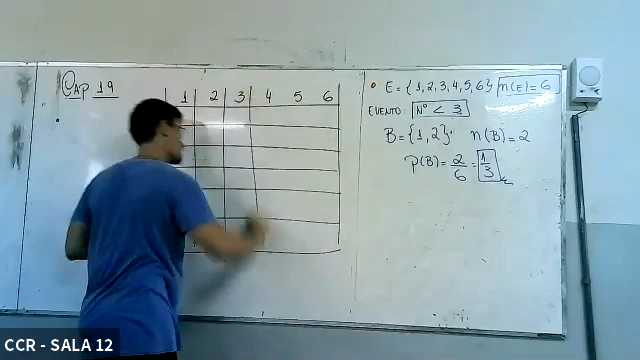 Cap 19
1 2 3 4 5 6
E = {1,2,3,4,5,6} n(E) = 6
EVENTO: Nº < 3
B = {1,2} n(B) = 2
P(B) = 2/6 = 1/3
CCR - SALA 12